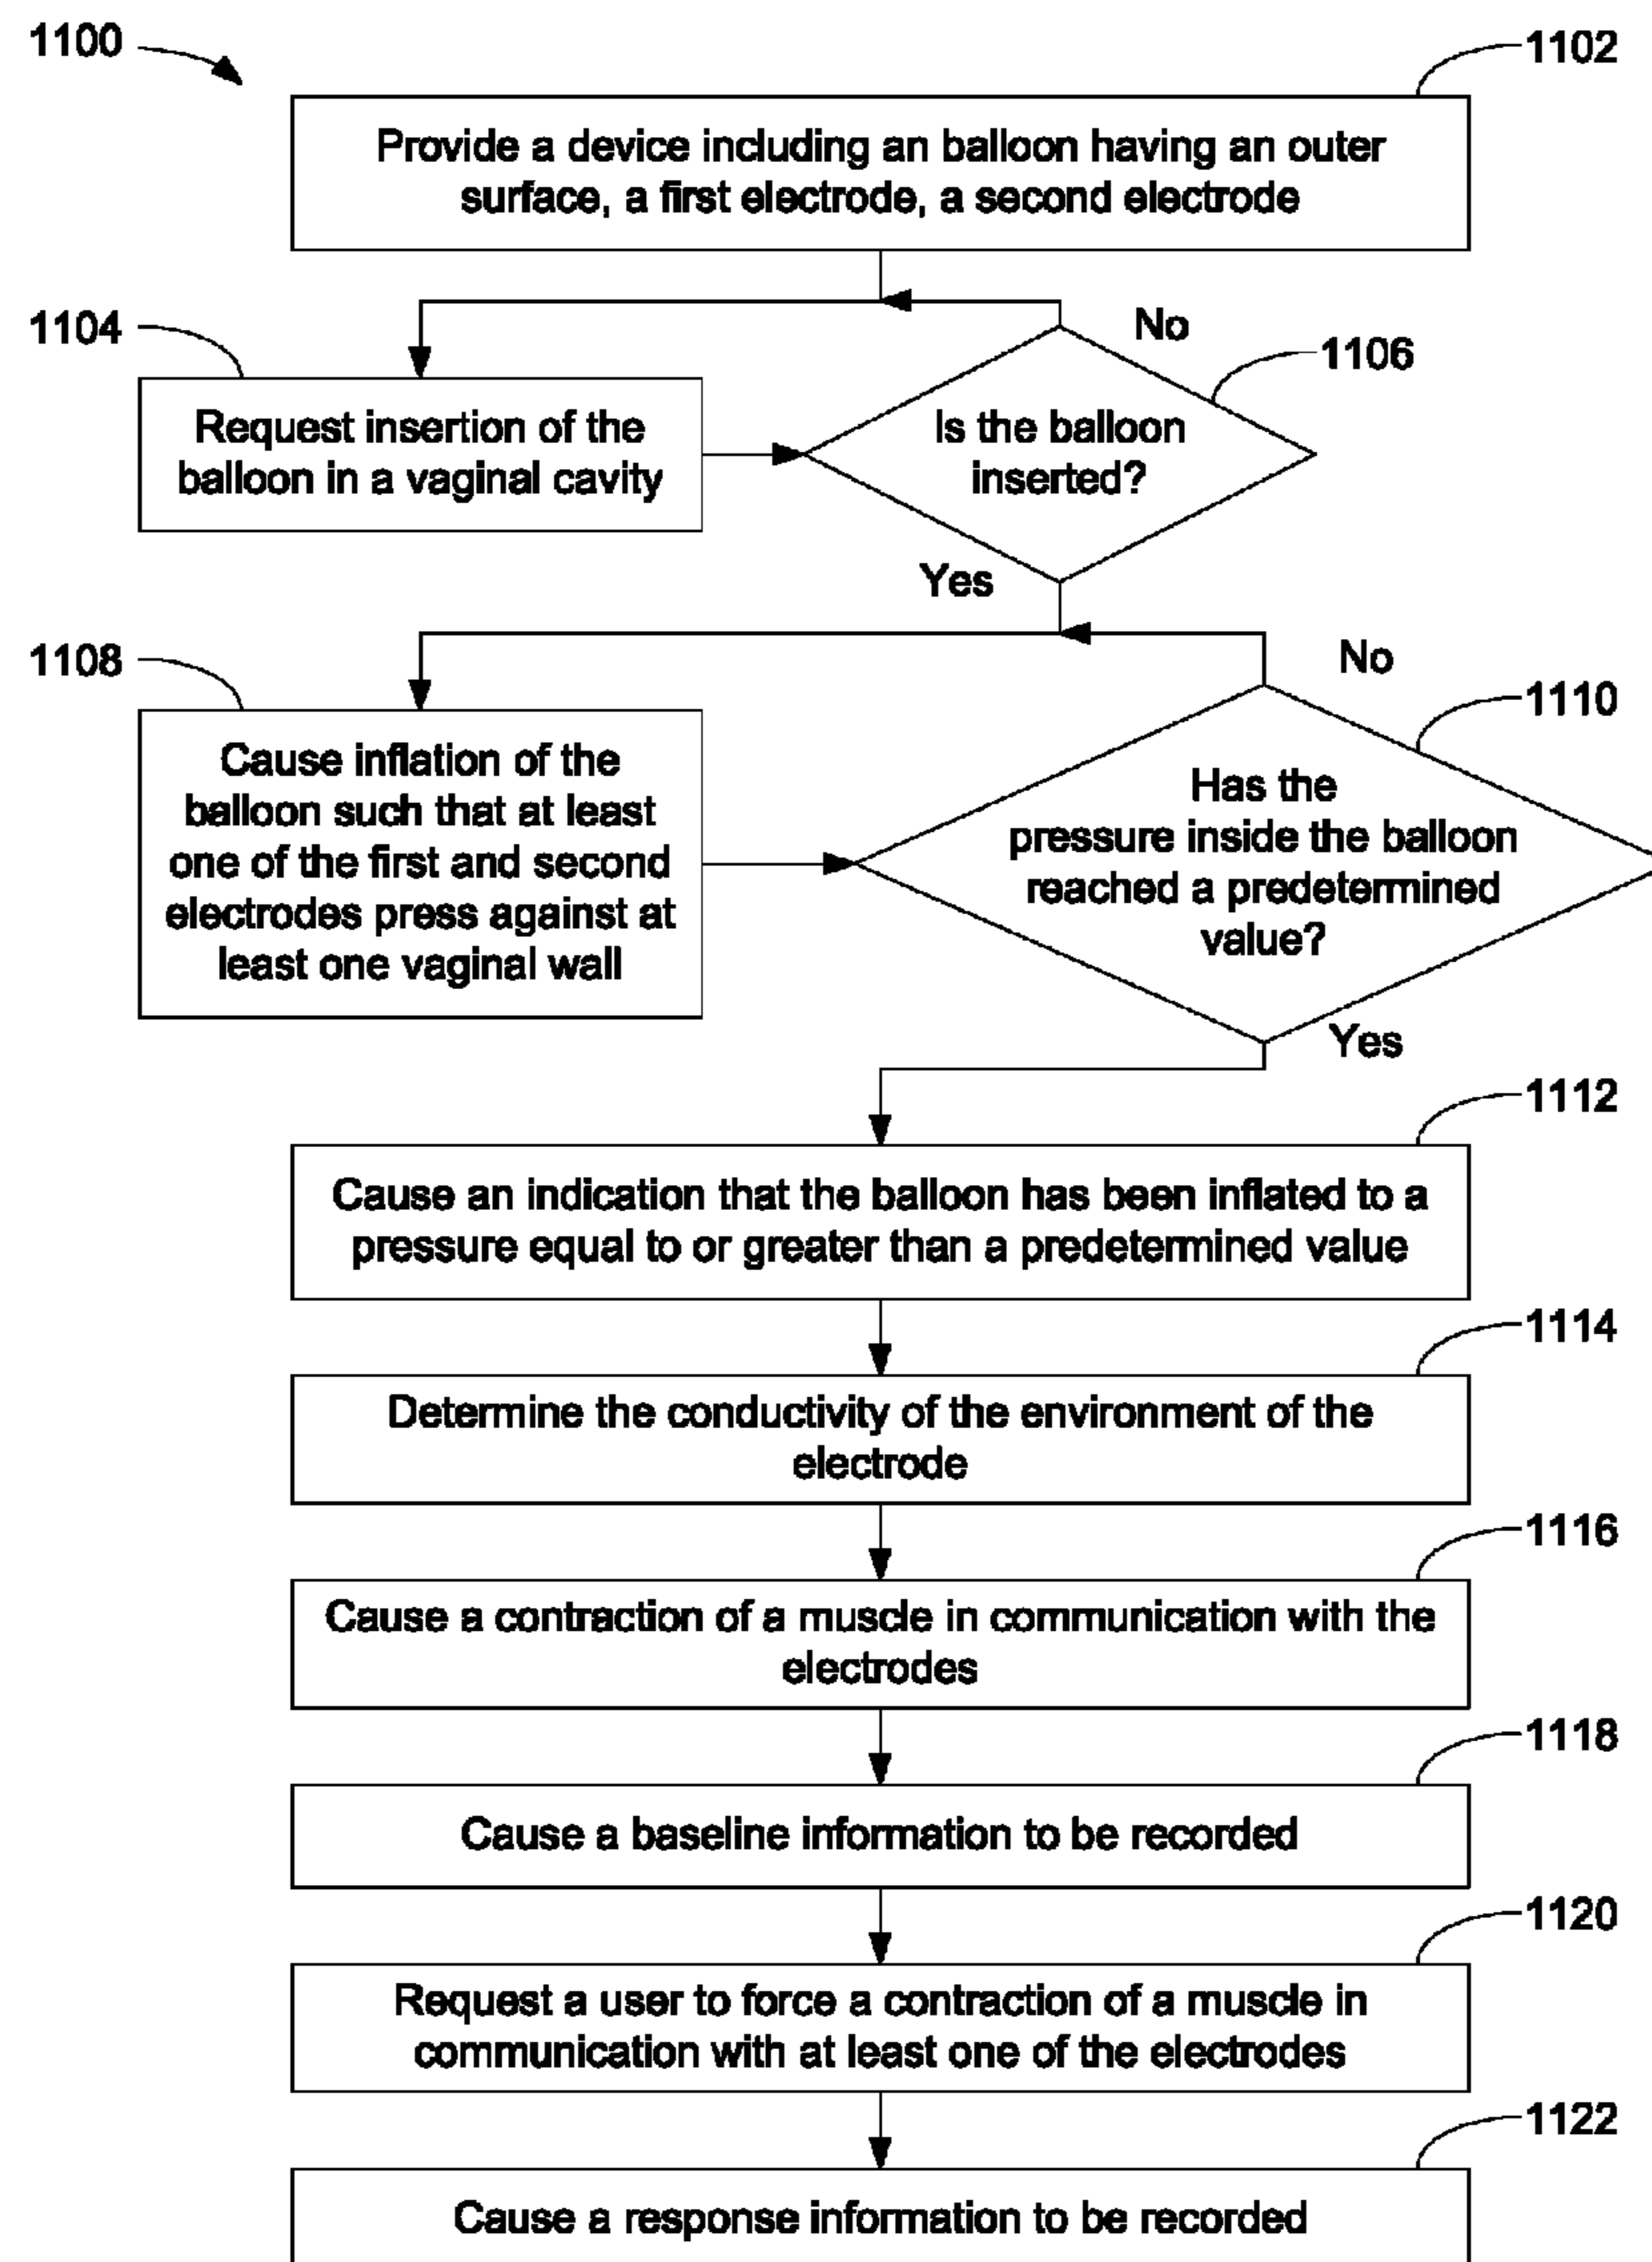 1100
1102
Provide a device including an balloon having an outer
surface, a first electrode, a second electrode
1104
Request insertion of the
balloon in a vaginal cavity
No
1106
Is the balloon
inserted?
Yes
1108
Cause inflation of the
balloon such that at least
one of the first and second
electrodes press against at
least one vaginal wall
No
1110
Has the
pressure inside the balloon
reached a predetermined
value?
Yes
1112
Cause an indication that the balloon has been inflated to a
pressure equal to or greater than a predetermined value
1114
Determine the conductivity of the environment of the
electrode
1116
Cause a contraction of a muscle in communication with the
electrodes
1118
Cause a baseline information to be recorded
1120
Request a user to force a contraction of a muscle in
communication with at least one of the electrodes
1122
Cause a response information to be recorded